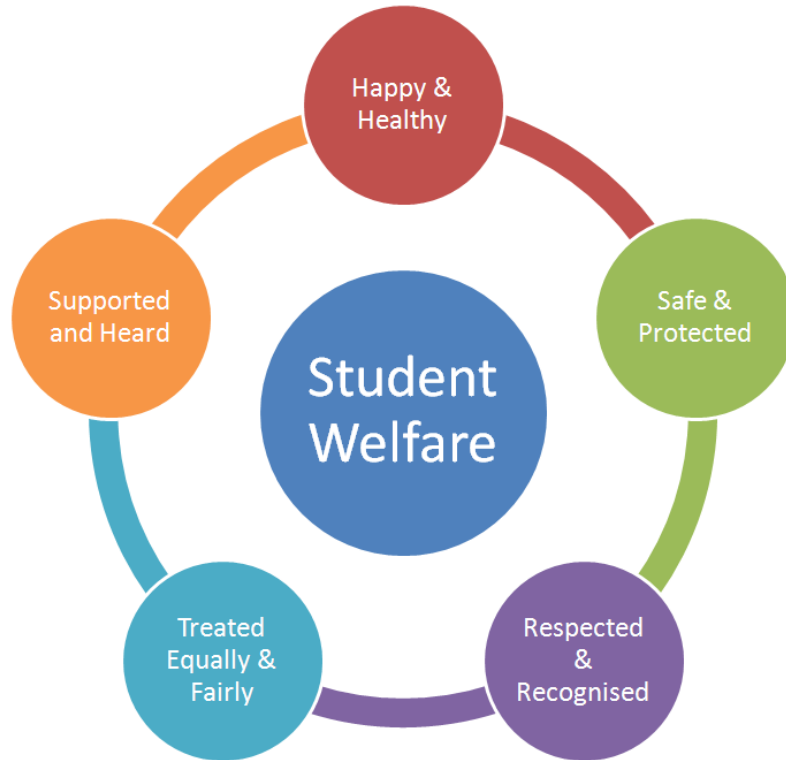 Happy &
Healthy
Safe &
Protected
Respected
&
Recognised
Treated
Equally &
Fairly
Supported
and Heard
Student
Welfare